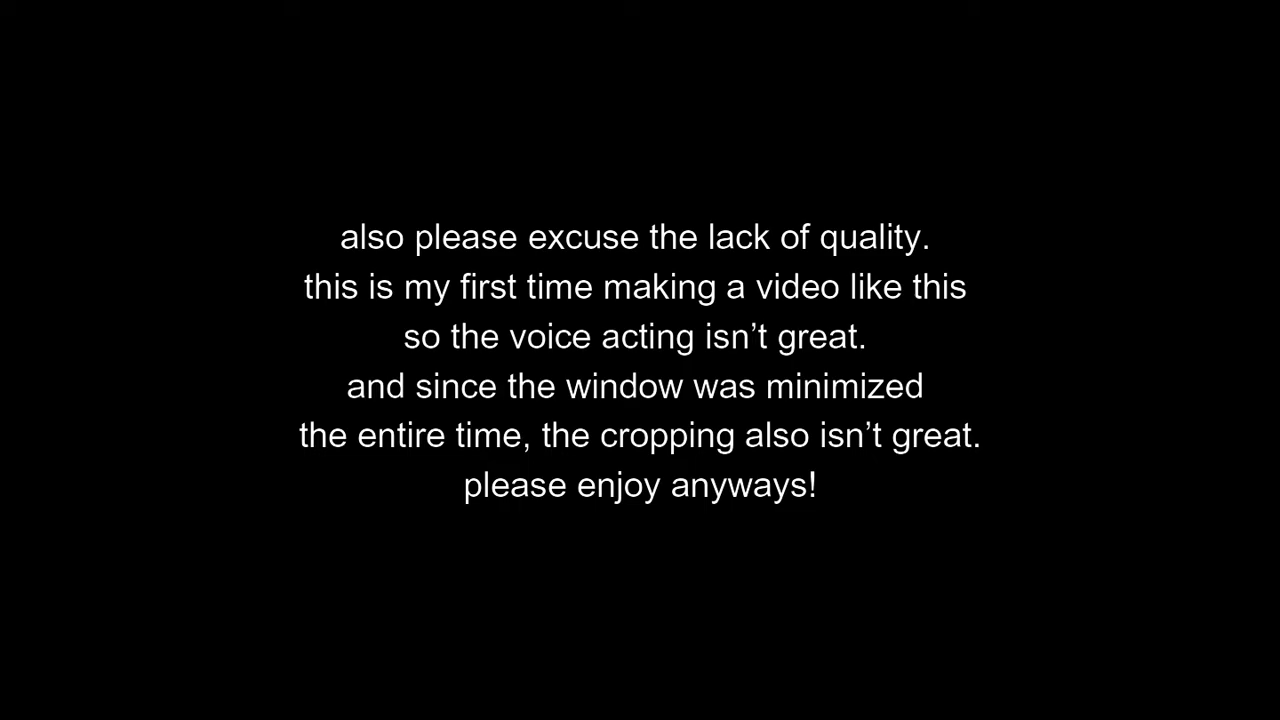 also please excuse the lack of quality.
this is my first time making a video like this
so the voice acting isn’t great.
and since the window was minimized
the entire time, the cropping also isn’t great.
please enjoy anyways!